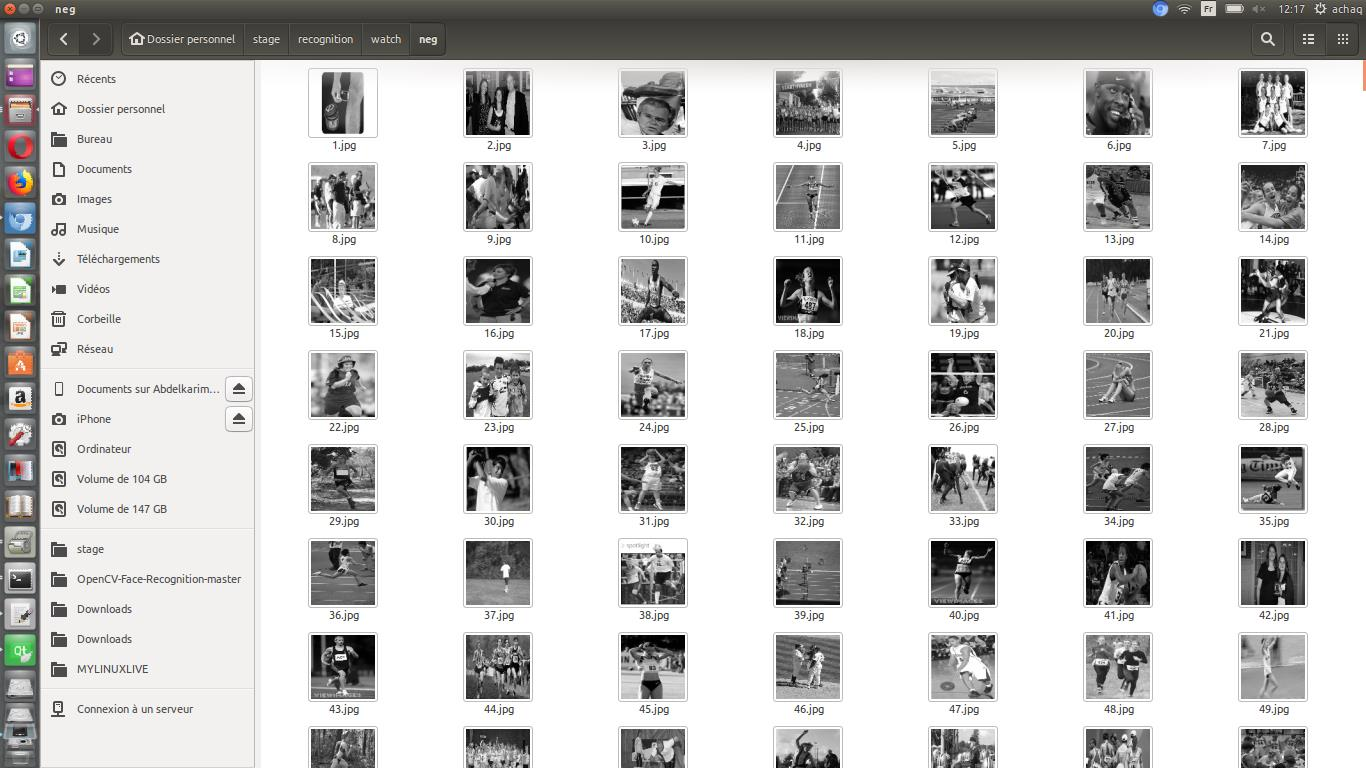 neg
Fr
12:17
achaq
Dossier personnel
stage
recognition
watch
neg
Récents
Dossier personnel
Bureau
Documents
Images
Musique
Téléchargements
Vidéos
Corbeille
Réseau
Documents sur Abdelkarim…
iPhone
Ordinateur
Volume de 104 GB
Volume de 147 GB
stage
OpenCV-Face-Recognition-master
Downloads
Downloads
MYLINUXLIVE
Connexion à un serveur
1.jpg 2.jpg 3.jpg 4.jpg 5.jpg 6.jpg 7.jpg
8.jpg 9.jpg 10.jpg 11.jpg 12.jpg 13.jpg 14.jpg
15.jpg 16.jpg 17.jpg 18.jpg 19.jpg 20.jpg 21.jpg
22.jpg 23.jpg 24.jpg 25.jpg 26.jpg 27.jpg 28.jpg
29.jpg 30.jpg 31.jpg 32.jpg 33.jpg 34.jpg 35.jpg
spotlight
36.jpg 37.jpg 38.jpg 39.jpg 40.jpg 41.jpg 42.jpg
43.jpg 44.jpg 45.jpg 46.jpg 47.jpg 48.jpg 49.jpg